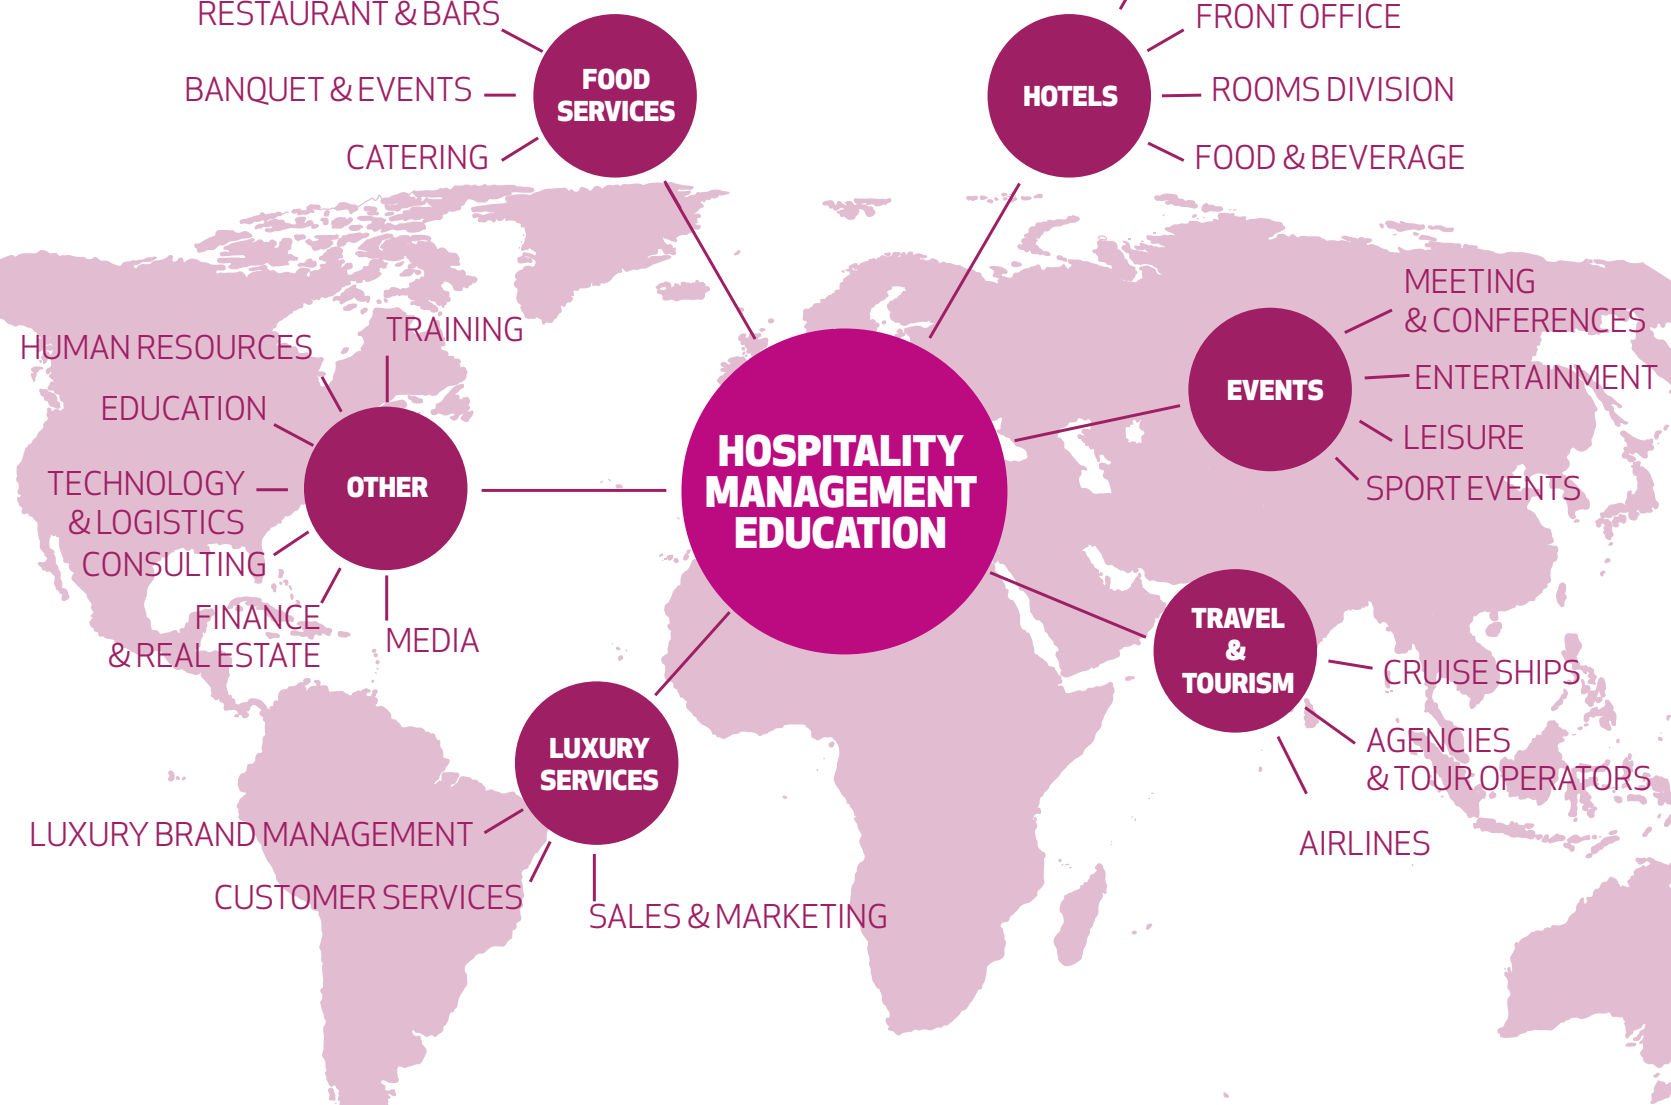 RESTAURANT & BARS
BANQUET & EVENTS
CATERING
FOOD
SERVICES
HOTELS
FRONT OFFICE
ROOMS DIVISION
FOOD & BEVERAGE
HUMAN RESOURCES
TRAINING
EDUCATION
TECHNOLOGY
& LOGISTICS
CONSULTING
FINANCE
& REAL ESTATE
MEDIA
OTHER
HOSPITALITY
MANAGEMENT
EDUCATION
EVENTS
MEETING
& CONFERENCES
ENTERTAINMENT
LEISURE
SPORT EVENTS
TRAVEL
&
TOURISM
CRUISE SHIPS
AGENCIES
& TOUR OPERATORS
AIRLINES
LUXURY
SERVICES
LUXURY BRAND MANAGEMENT
CUSTOMER SERVICES
SALES & MARKETING